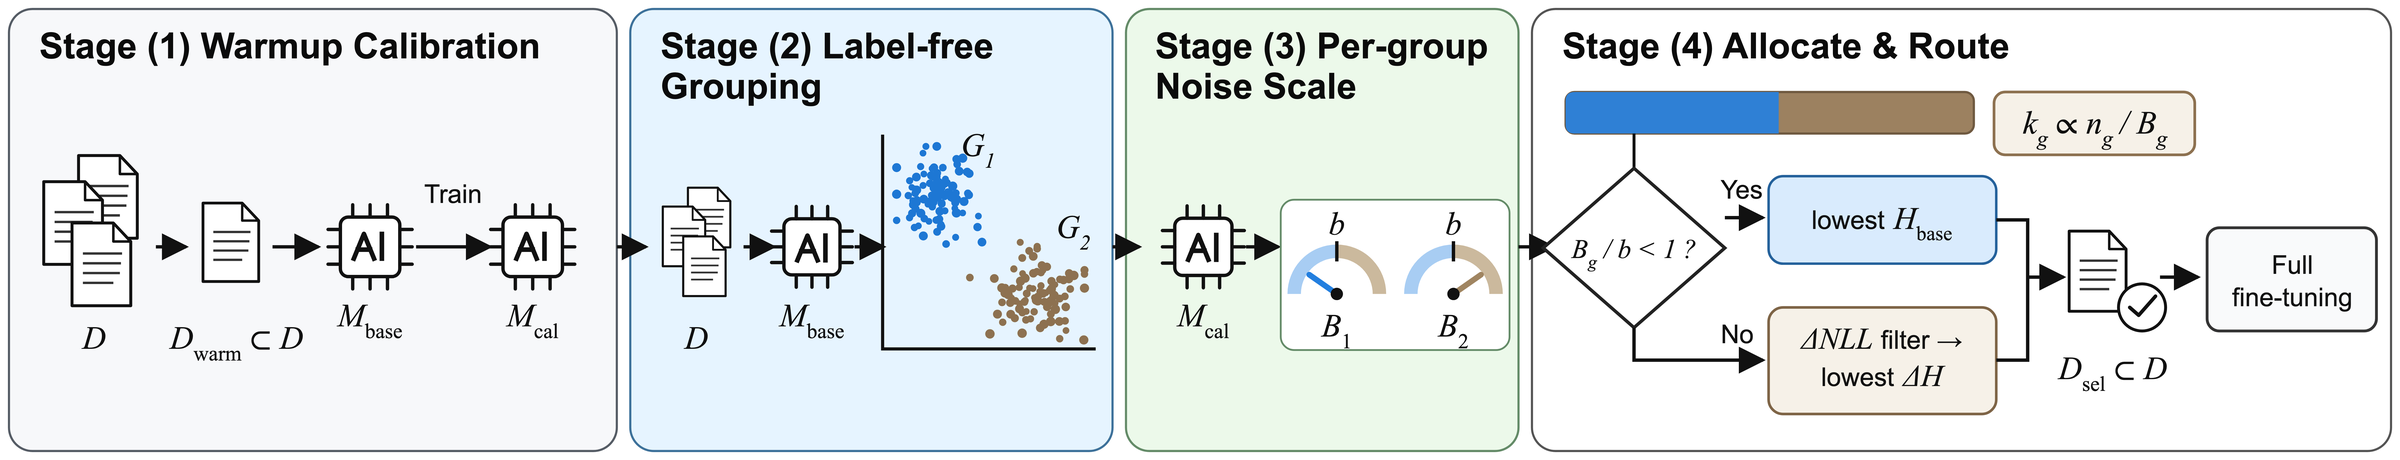 Stage (1) Warmup Calibration
D
D_warm ⊂ D
AI
M_base
Train
AI
M_cal
Stage (2) Label-free
Grouping
D
AI
M_base
G_1
G_2
Stage (3) Per-group
Noise Scale
AI
M_cal
b
B_1
b
B_2
Stage (4) Allocate & Route
k_g ∝ n_g / B_g
B_g / b < 1 ?
Yes
lowest H_base
No
ΔNLL filter →
lowest ΔH
D_sel ⊂ D
Full
fine-tuning